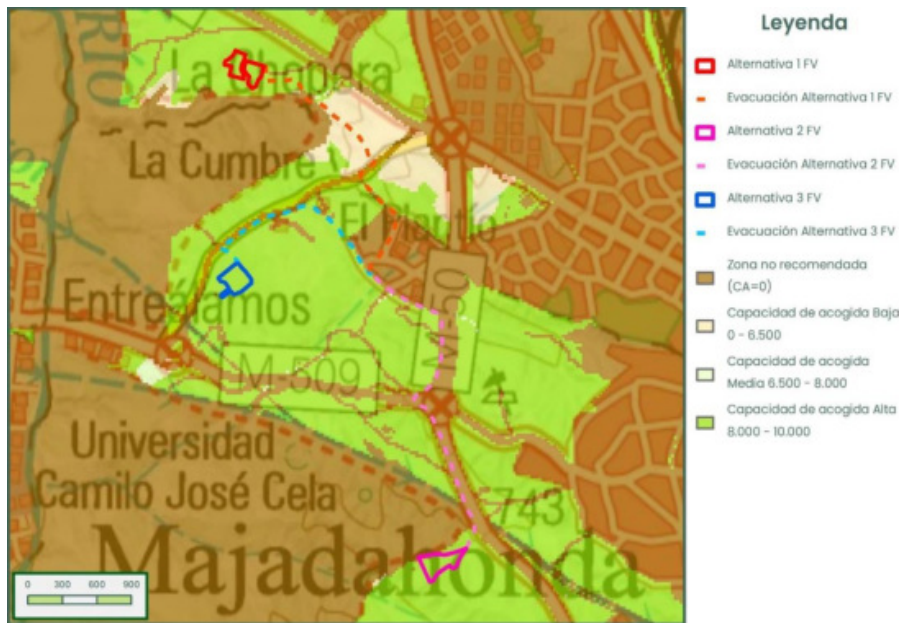 Leyenda
Alternativa 1 FV
Evacuación Alternativa 1 FV
Alternativa 2 FV
Evacuación Alternativa 2 FV
Alternativa 3 FV
Evacuación Alternativa 3 FV
Zona no recomendada
(CA=0)
Capacidad de acogida Baja
0 - 6.500
Capacidad de acogida
Media 6.500 - 8.000
Capacidad de acogida Alta
8.000 - 10.000
RIO
La Chopera
La Cumbre
El Plantío
Entreálamos
M-50
M-509
Universidad
Camilo José Cela
743
Majadahonda
0 300 600 900